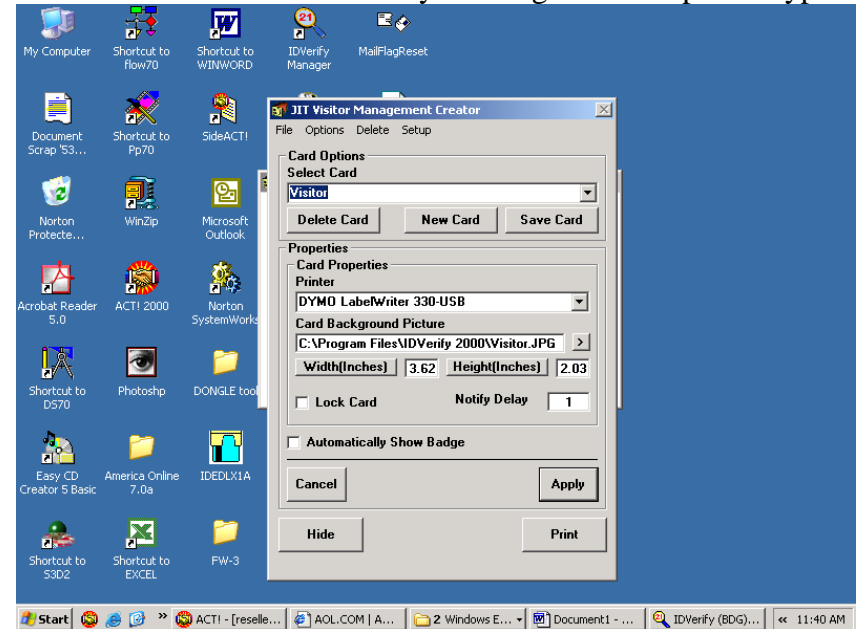 My Computer
Shortcut to
flow70
Shortcut to
WINWORD
IDVerify
Manager
MailFlagReset
Document
Scrap '53...
Shortcut to
Pp70
SideACT!
Norton
Protecte...
WinZip
Microsoft
Outlook
Acrobat Reader
5.0
ACT! 2000
Norton
SystemWorks
Shortcut to
DS70
Photoshp
DONGLE tool
Easy CD
Creator 5 Basic
America Online
7.0a
IDEDLX1A
Shortcut to
S3D2
Shortcut to
EXCEL
FW-3
JIT Visitor Management Creator
File Options Delete Setup
Card Options
Select Card
Visitor
Delete Card New Card Save Card
Properties
Card Properties
Printer
DYMO LabelWriter 330-USB
Card Background Picture
C:\Program Files\IDVerify 2000\Visitor.JPG >
Width(Inches) 3.62 Height(Inches) 2.03
Lock Card Notify Delay 1
Automatically Show Badge
Cancel Apply
Hide Print
Start » ACT! - [reselle... AOL.COM | A... 2 Windows E... Document1 - ... IDVerify (BDG)... « 11:40 AM